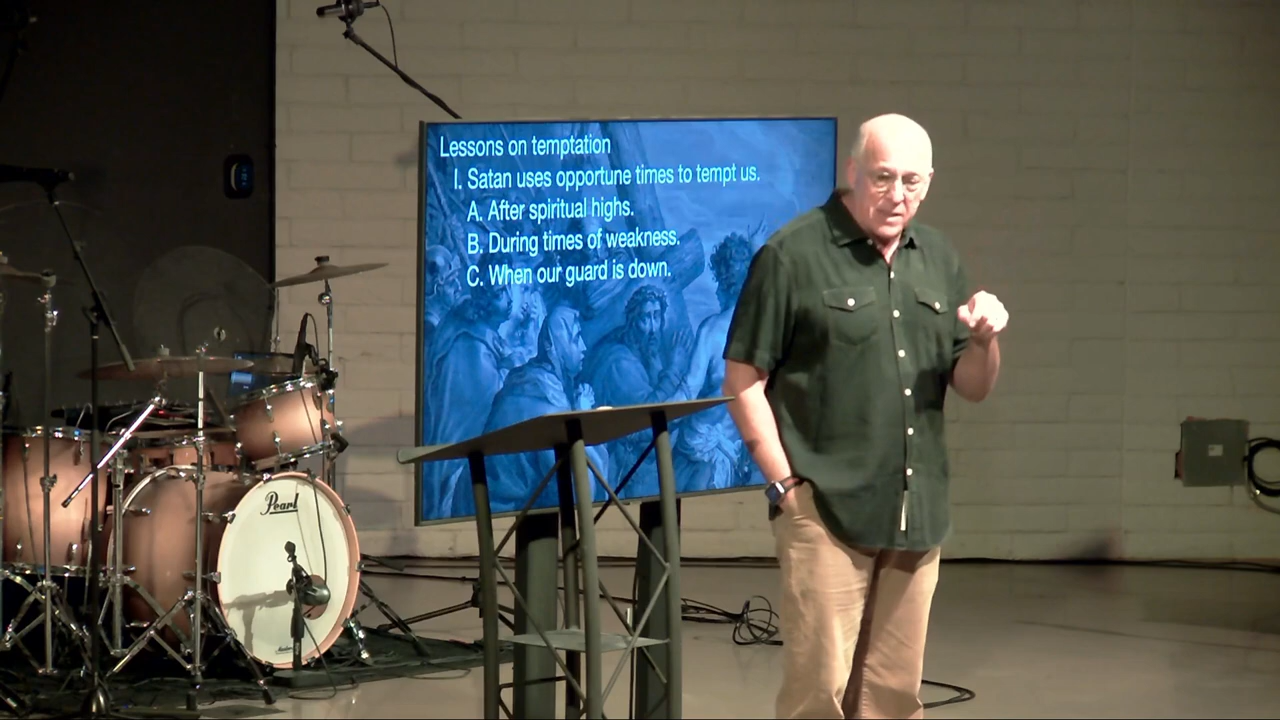 Lessons on temptation
I. Satan uses opportune times to tempt us.
A. After spiritual highs.
B. During times of weakness.
C. When our guard is down.
Pearl